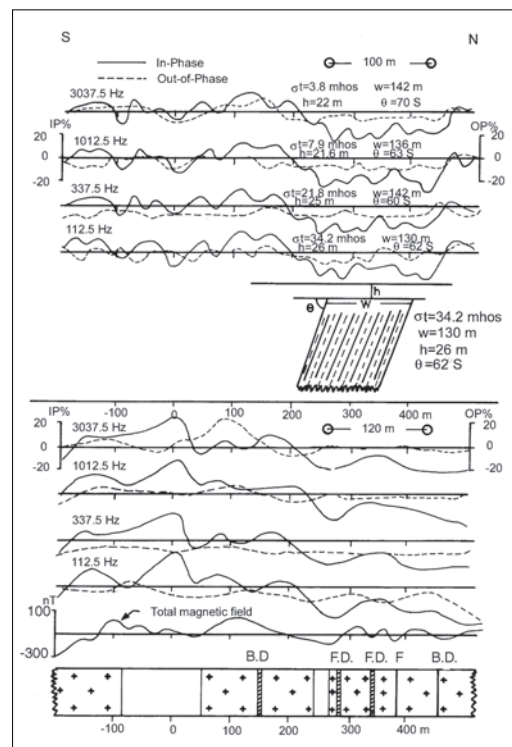 S N
In-Phase
Out-of-Phase
100 m
3037.5 Hz
σt=3.8 mhos w=142 m
h=22 m θ=70 S
IP% OP%
20 20
0 0
-20 -20
1012.5 Hz
σt=7.9 mhos w=136 m
h=21.6 m θ=63 S
337.5 Hz
σt=21.8 mhos w=142 m
h=25 m θ=60 S
112.5 Hz
σt=34.2 mhos w=130 m
h=26 m θ=62 S
h
θ W
σt=34.2 mhos
w=130 m
h=26 m
θ=62 S
IP% -100 0 100 200 300 400 m OP%
20 20
0 0
-20 -20
3037.5 Hz
120 m
1012.5 Hz
337.5 Hz
112.5 Hz
nT
100
-300
Total magnetic field
B.D F.D. F.D. F B.D.
-100 0 100 200 300 400 m